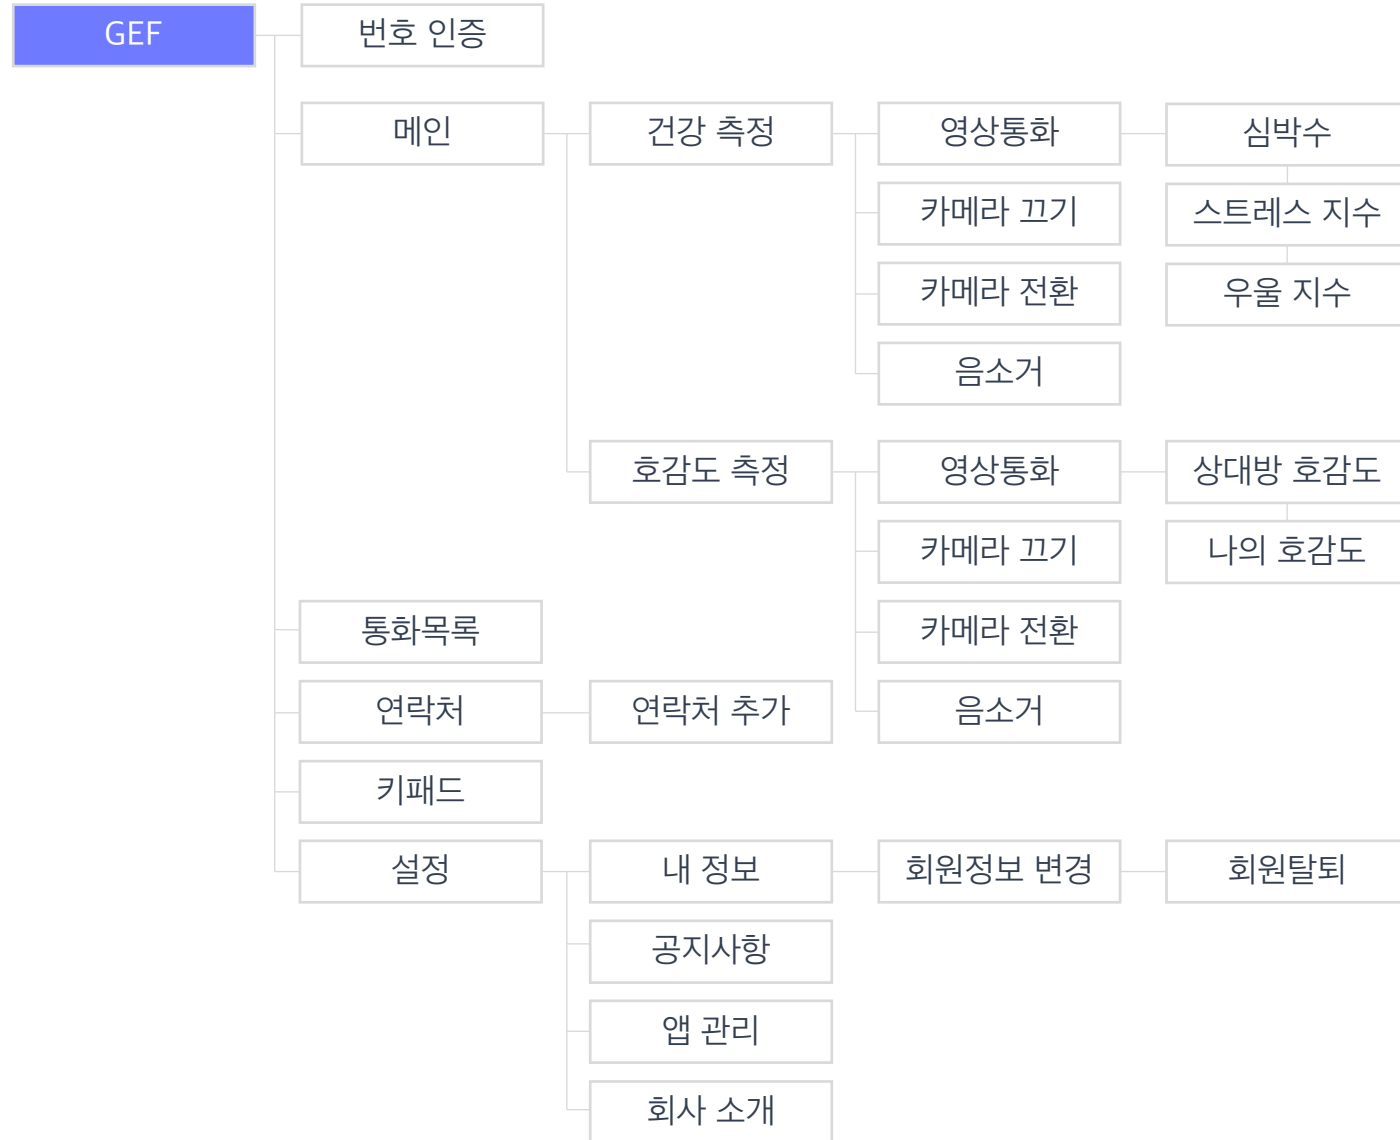 GEF
번호 인증
메인
건강 측정
영상통화
심박수
카메라 끄기
스트레스 지수
카메라 전환
우울 지수
음소거
호감도 측정
영상통화
상대방 호감도
카메라 끄기
나의 호감도
카메라 전환
음소거
통화목록
연락처
연락처 추가
키패드
설정
내 정보
회원정보 변경
회원탈퇴
공지사항
앱 관리
회사 소개